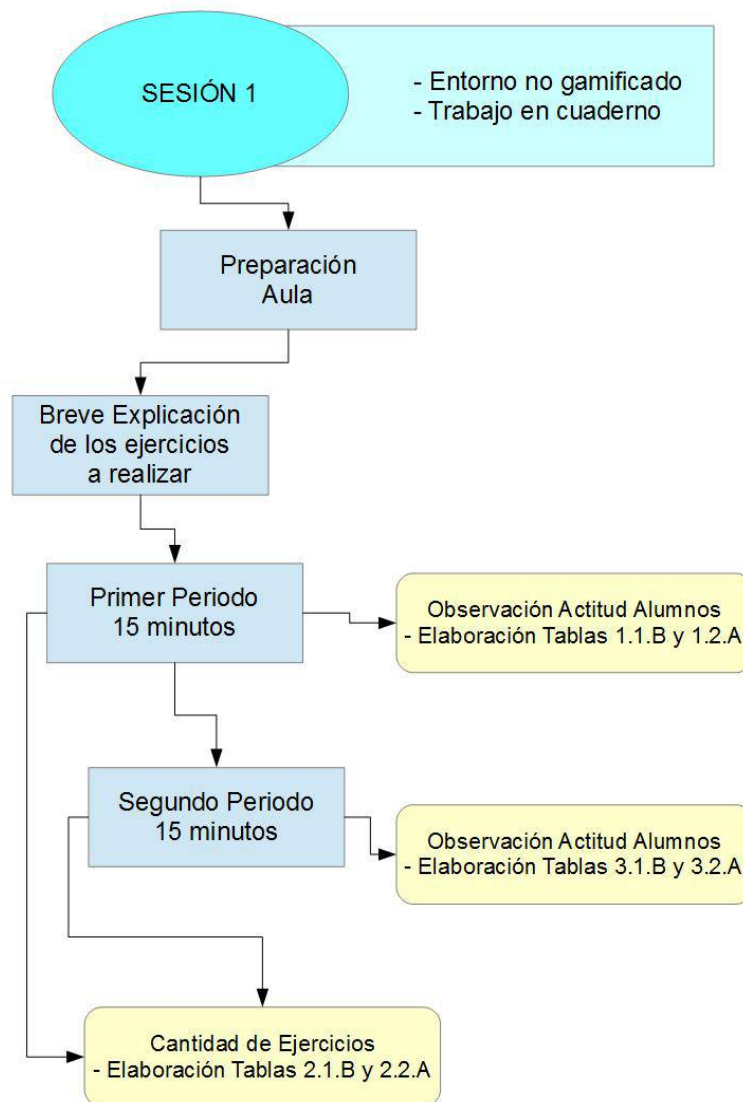 SESIÓN 1
- Entorno no gamificado
- Trabajo en cuaderno
Preparación
Aula
Breve Explicación
de los ejercicios
a realizar
Primer Periodo
15 minutos
Observación Actitud Alumnos
- Elaboración Tablas 1.1.B y 1.2.A
Segundo Periodo
15 minutos
Observación Actitud Alumnos
- Elaboración Tablas 3.1.B y 3.2.A
Cantidad de Ejercicios
- Elaboración Tablas 2.1.B y 2.2.A